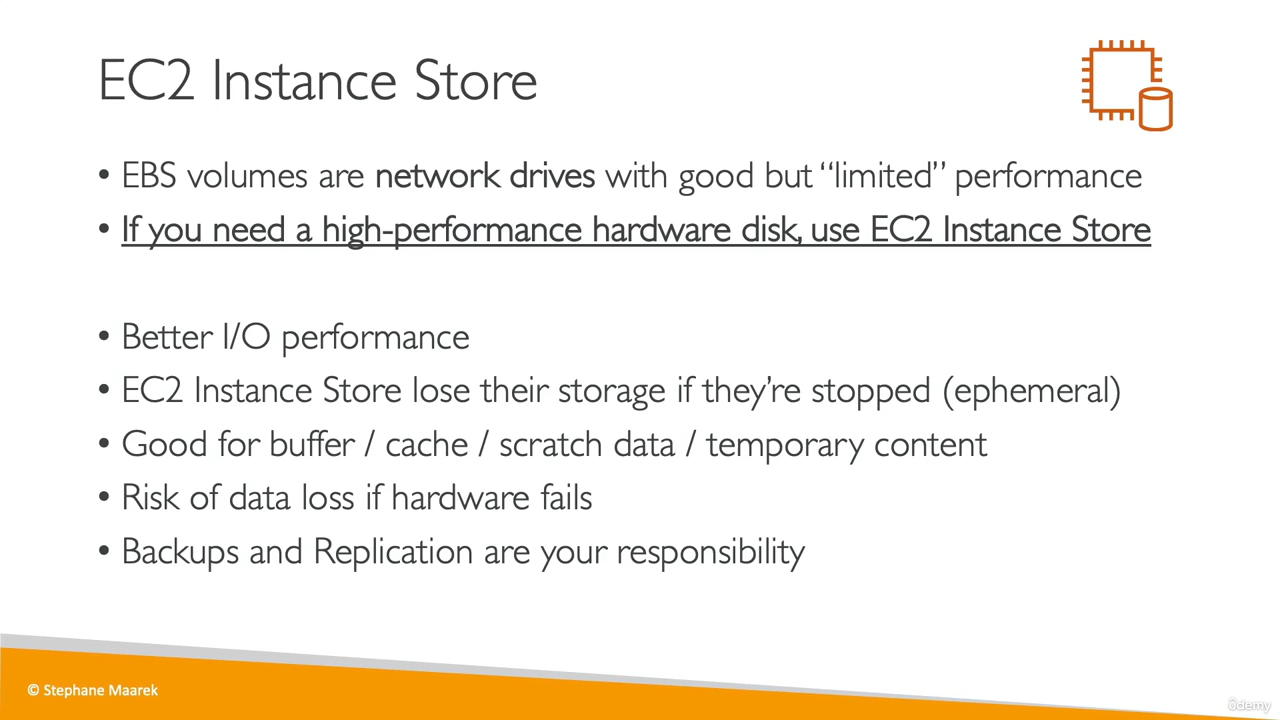 EC2 Instance Store
• EBS volumes are network drives with good but “limited” performance
• If you need a high-performance hardware disk, use EC2 Instance Store
• Better I/O performance
• EC2 Instance Store lose their storage if they’re stopped (ephemeral)
• Good for buffer / cache / scratch data / temporary content
• Risk of data loss if hardware fails
• Backups and Replication are your responsibility
© Stephane Maarek
ûdemy